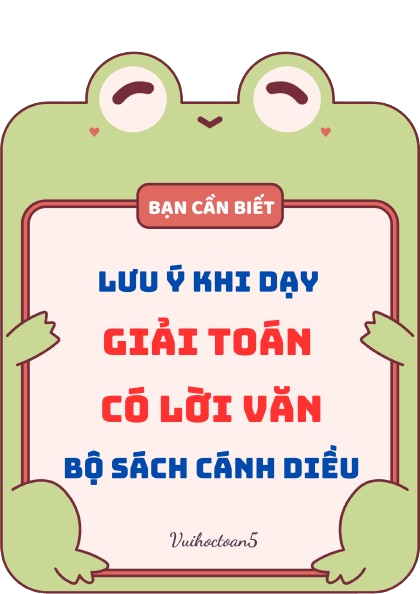 BẠN CẦN BIẾT
LƯU Ý KHI DẠY
GIẢI TOÁN
CÓ LỜI VĂN
BỘ SÁCH CÁNH DIỀU
Vuihoctoan5